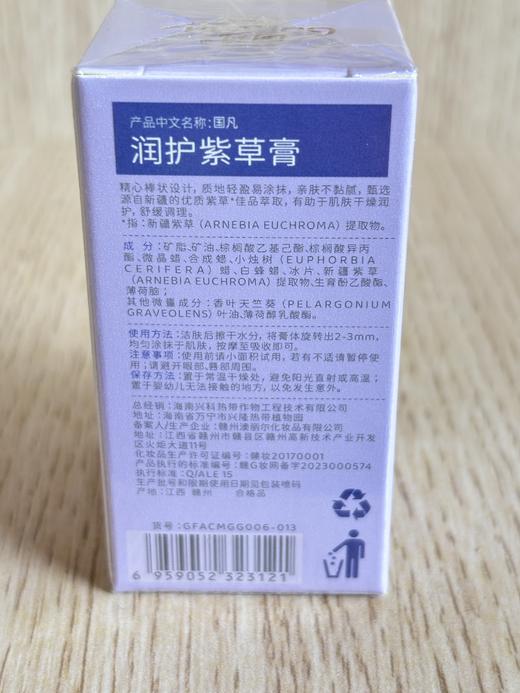 产品中文名称:国凡
润护紫草膏
精心棒状设计,质地轻盈易涂抹,亲肤不黏腻,甄选
源自新疆的优质紫草*佳品萃取,有助于肌肤干燥润
护,舒缓调理。
*指:新疆紫草(ARNEBIA EUCHROMA)提取物。
成 分:矿脂、矿油、棕榈酸乙基己酯、棕榈酸异丙
酯、微晶蜡、合成蜡、小烛树(EUPHORBIA
CERIFERA)蜡、白蜂蜡、冰片、新疆紫草
(ARNEBIA EUCHROMA)提取物、生育酚乙酸酯、
薄荷脑;
其他微量成分:香叶天竺葵(PELARGONIUM
GRAVEOLENS)叶油、薄荷醇乳酸酯。
使用方法:洁肤后擦干水分,将膏体旋转出2-3mm,
均匀涂抹于肌肤,按摩至吸收即可。
注意事项:使用前请小面积试用,若有不适请暂停使
用;请避开眼部、唇部周围。
保存方法:置于常温干燥处,避免阳光直射或高温;
置于婴幼儿无法接触的地方,以免发生意外。
总经销:海南兴科热带作物工程技术有限公司
地址:海南省万宁市兴隆热带植物园
备案人/生产企业:赣州澳丽尔化妆品有限公司
地址:江西省赣州市赣县区赣州高新技术产业开发
区火炬大道11号
化妆品生产许可证编号:赣妆20170001
产品执行的标准编号:赣G妆网备字2023000574
执行标准:Q/ALE 15
生产批号和限期使用日期见包装喷码
产地:江西 赣州 合格品
货号:GFACMGG006-013
6 959052 323121